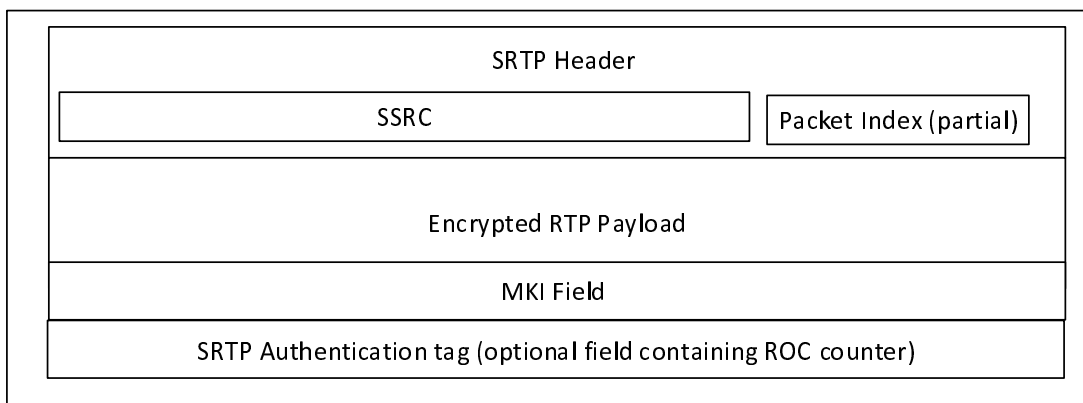 SRTP Header
SSRC
Packet Index (partial)
Encrypted RTP Payload
MKI Field
SRTP Authentication tag (optional field containing ROC counter)